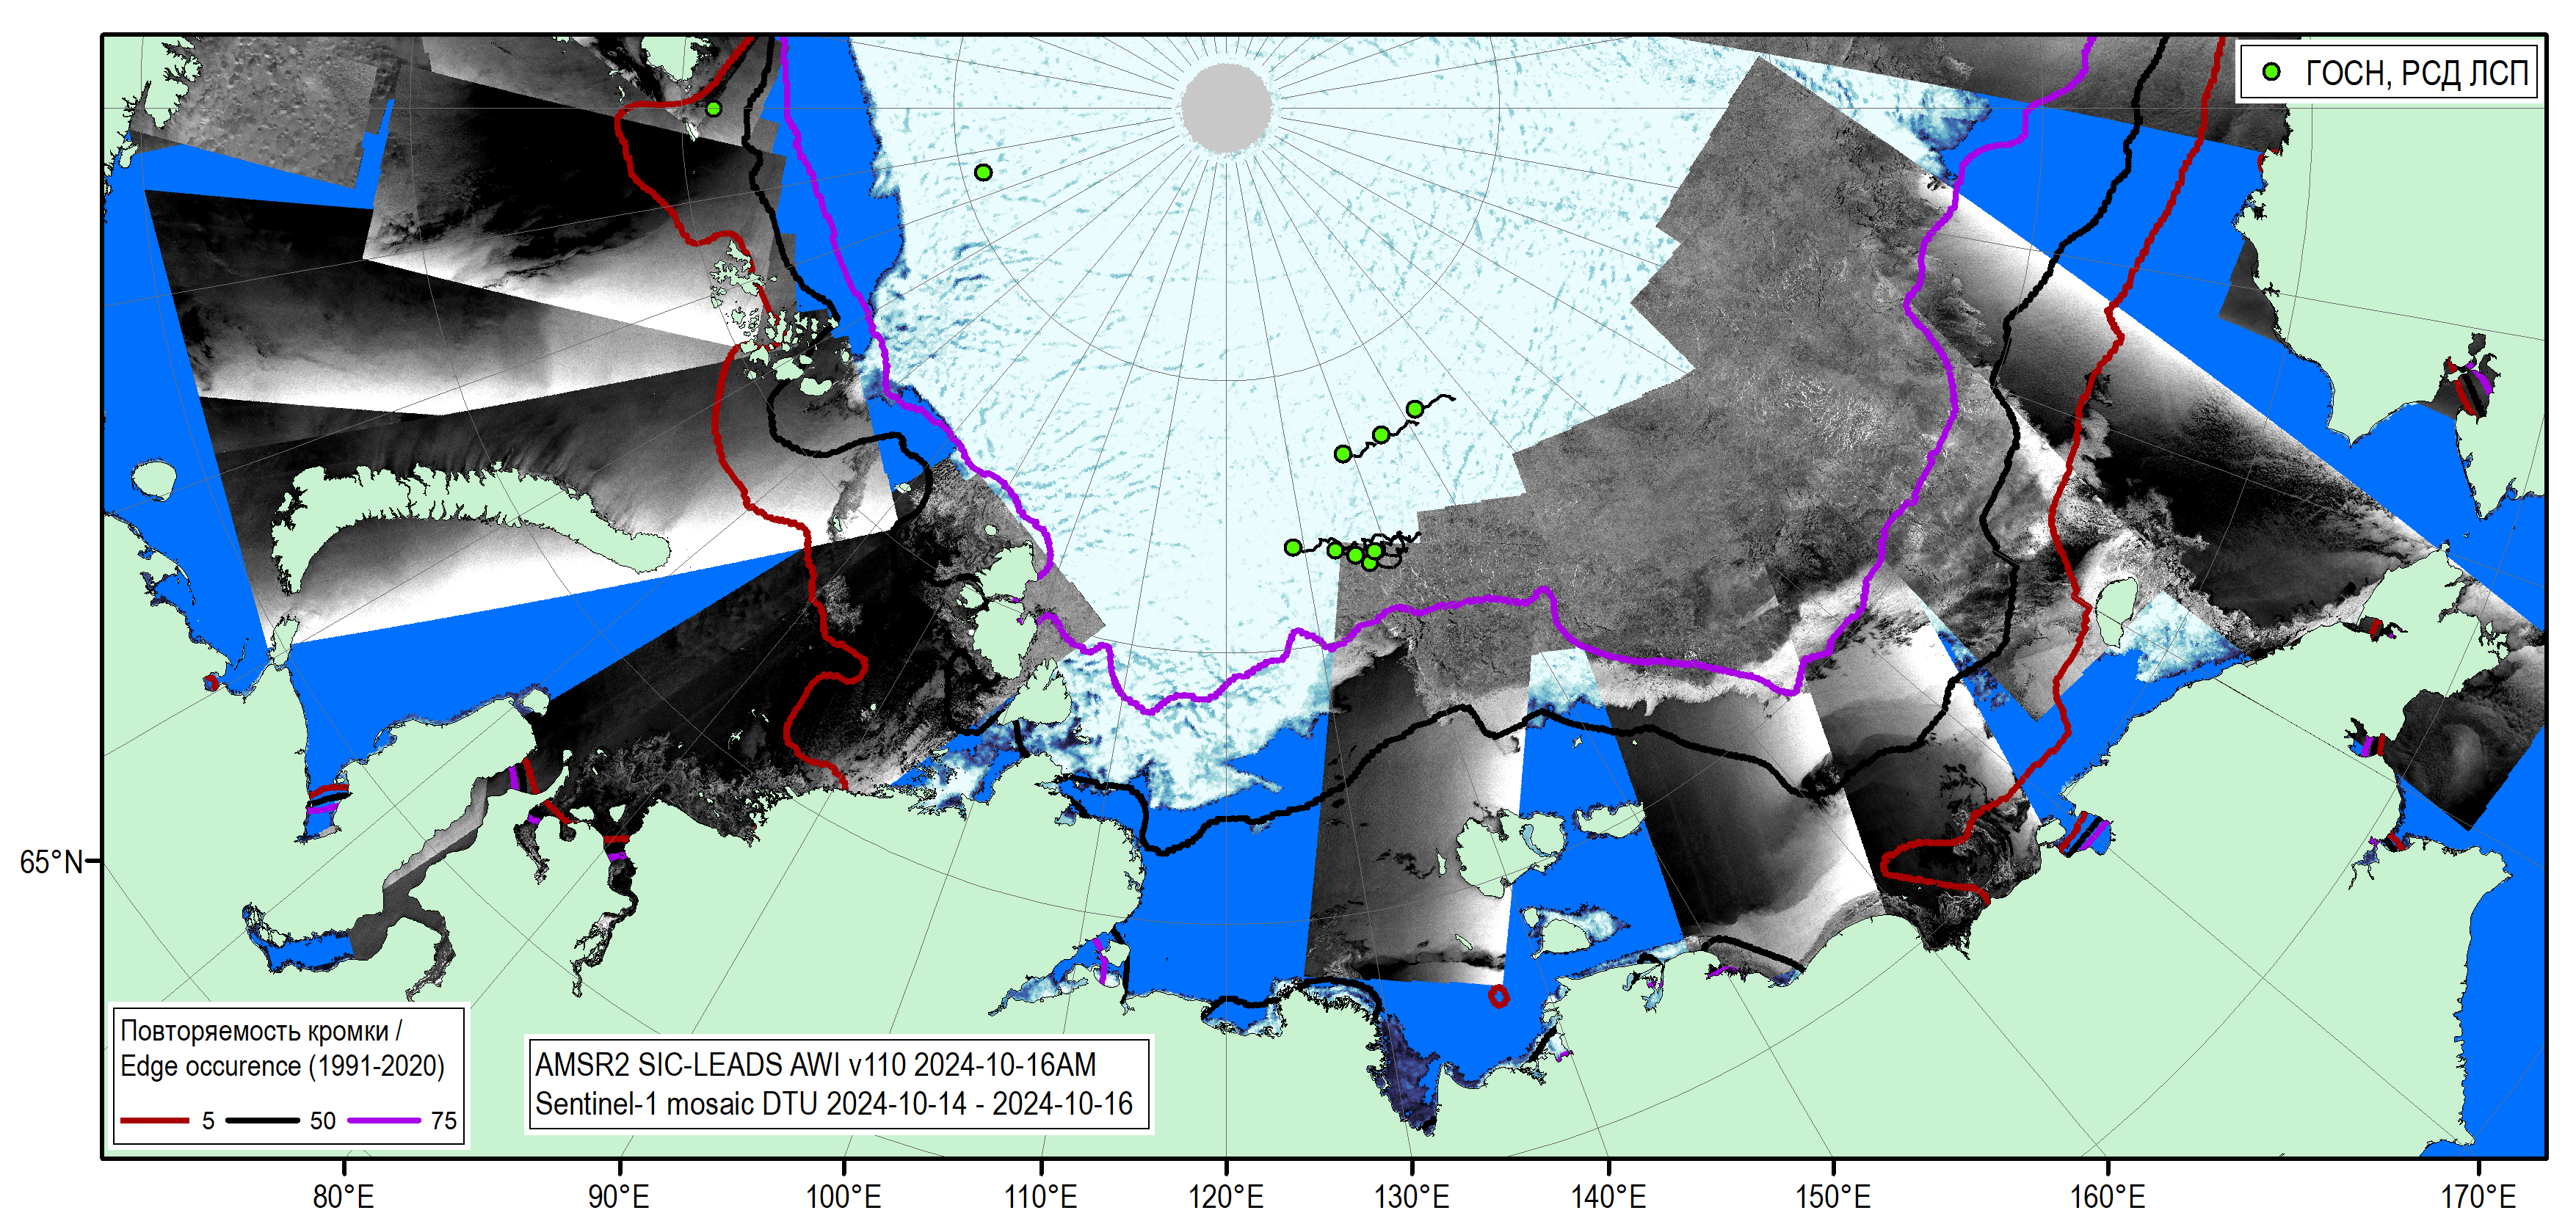 ГОСН, РСД ЛСП
65°N
Повторяемость кромки /
Edge occurence (1991-2020)
5 50 75
AMSR2 SIC-LEADS AWI v110 2024-10-16AM
Sentinel-1 mosaic DTU 2024-10-14 - 2024-10-16
80°E 90°E 100°E 110°E 120°E 130°E 140°E 150°E 160°E 170°E